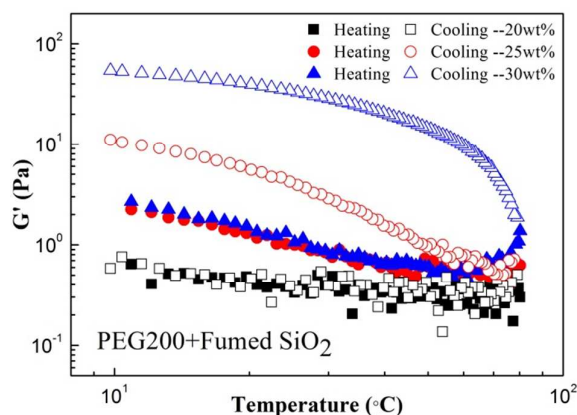 Heating Cooling --20wt%
Heating Cooling --25wt%
Heating Cooling --30wt%
10²
10¹
10⁰
10⁻¹
G' (Pa)
PEG200+Fumed SiO₂
10¹ 10²
Temperature (°C)